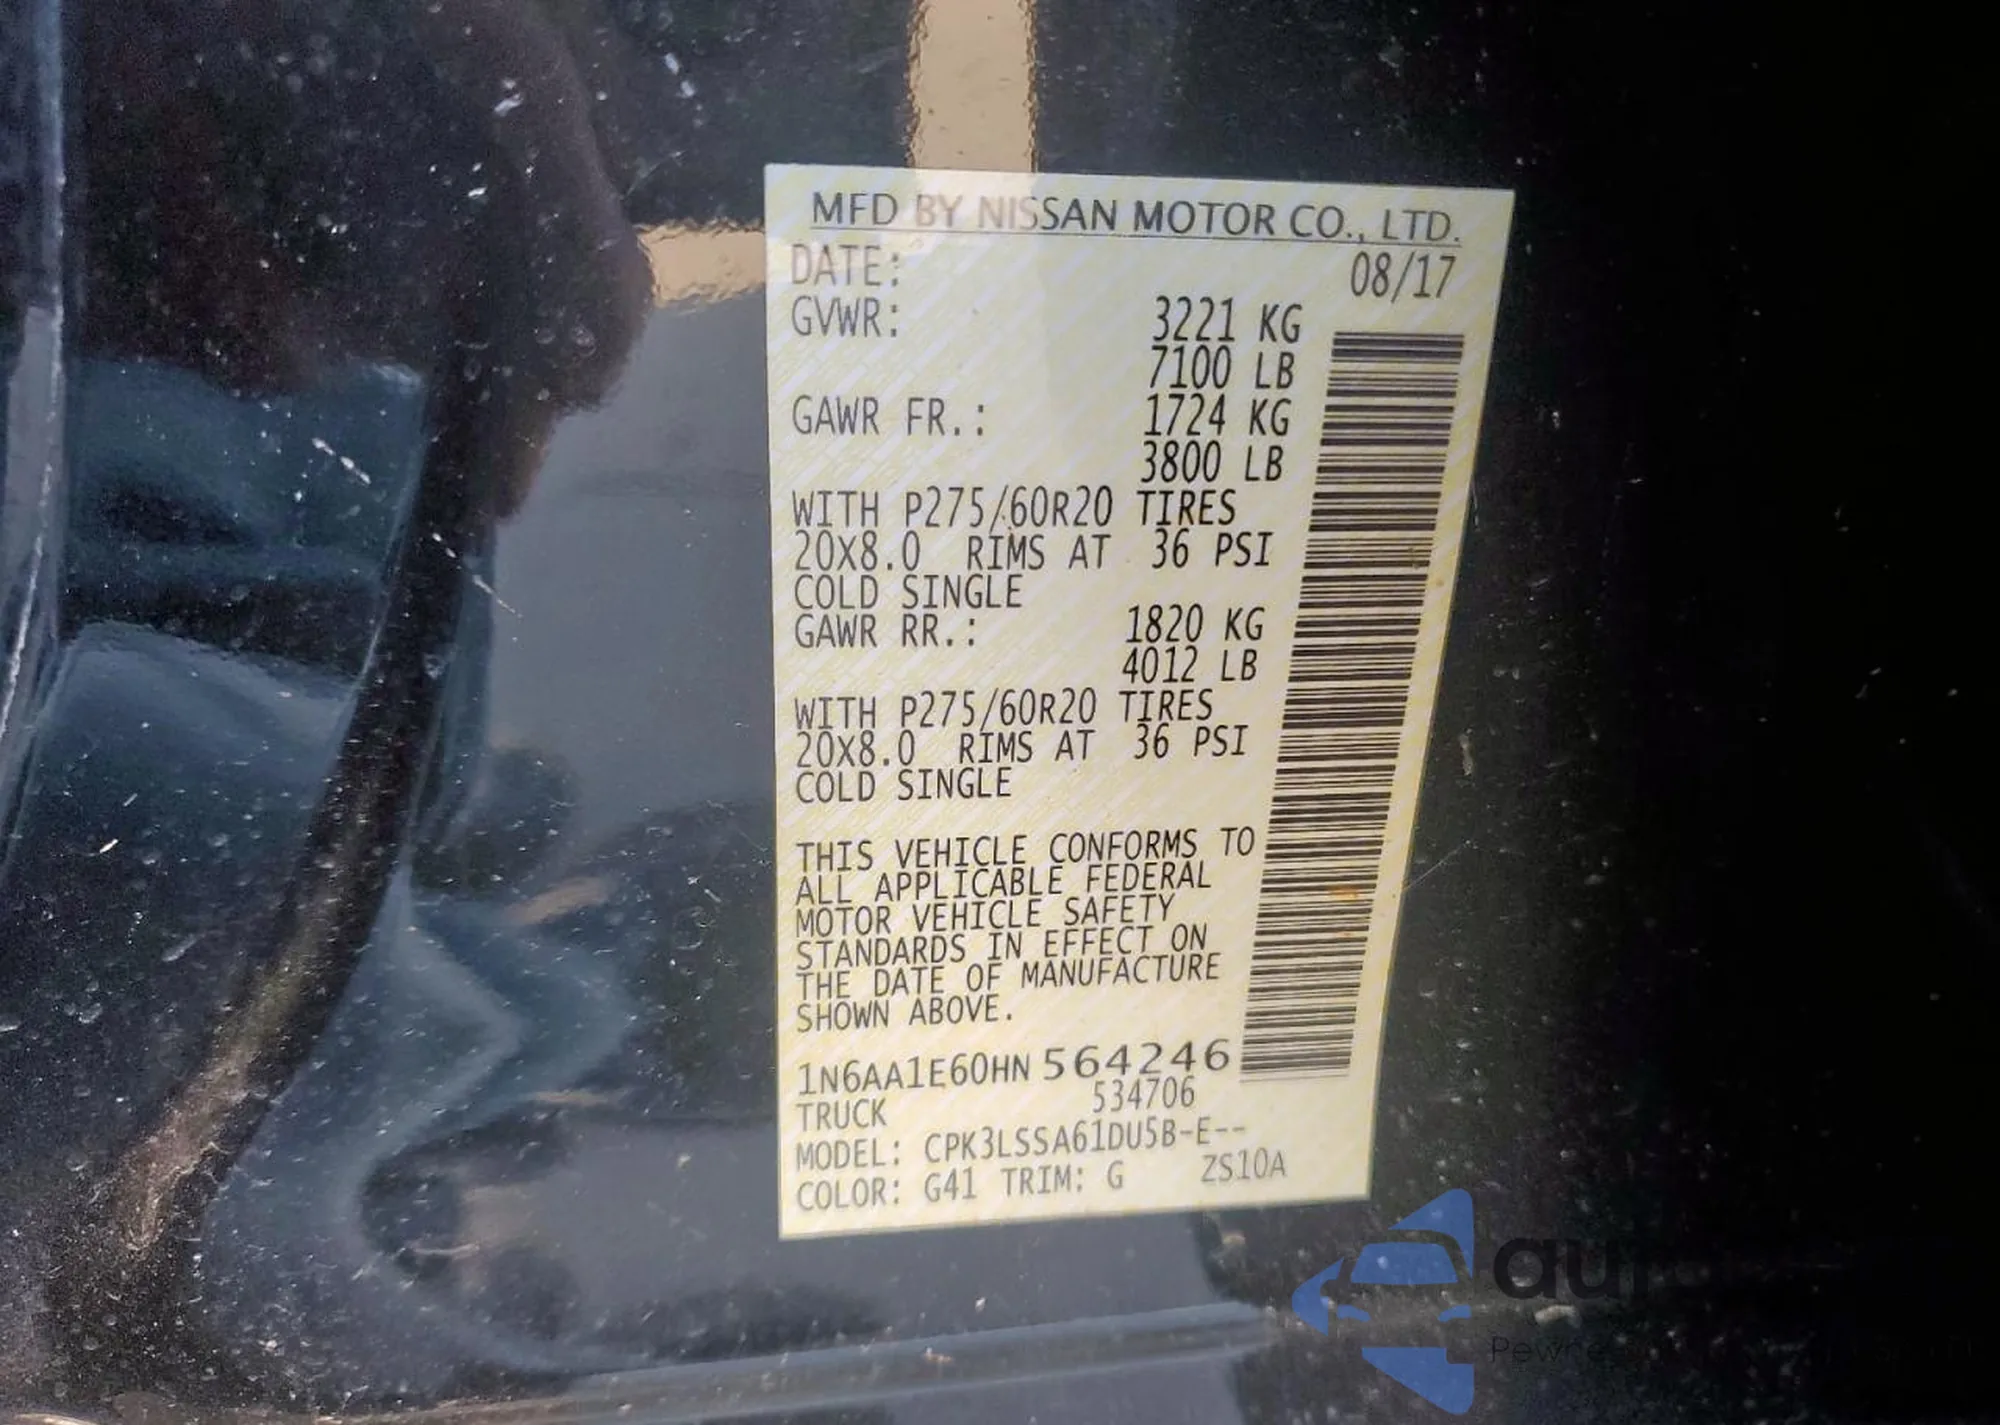 MFD BY NISSAN MOTOR CO., LTD.
DATE: 08/17
GVWR: 3221 KG
7100 LB
GAWR FR.: 1724 KG
3800 LB
WITH P275/60R20 TIRES
20X8.0 RIMS AT 36 PSI
COLD SINGLE
GAWR RR.: 1820 KG
4012 LB
WITH P275/60R20 TIRES
20X8.0 RIMS AT 36 PSI
COLD SINGLE
THIS VEHICLE CONFORMS TO
ALL APPLICABLE FEDERAL
MOTOR VEHICLE SAFETY
STANDARDS IN EFFECT ON
THE DATE OF MANUFACTURE
SHOWN ABOVE.
1N6AA1E60HN 564246
534706
TRUCK
MODEL: CPK3LSSA61DU5B-E--
COLOR: G41 TRIM: G ZS10A